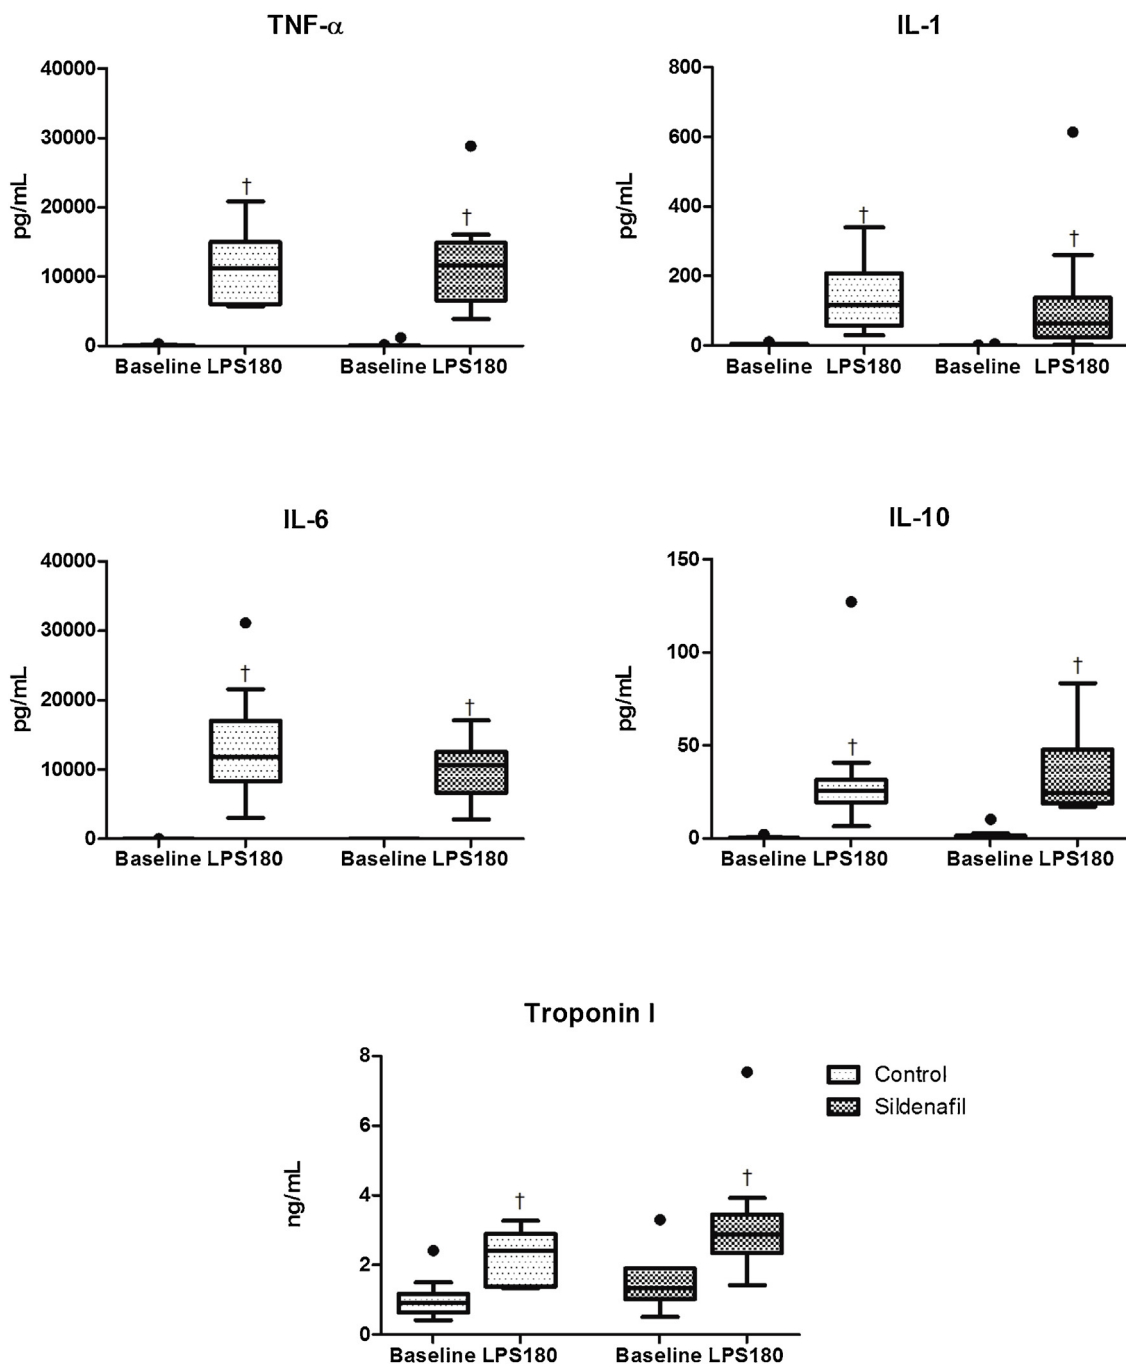 TNF-α
pg/mL
40000
30000
20000
10000
0
†
†
Baseline LPS180 Baseline LPS180
IL-1
pg/mL
800
600
400
200
0
†
†
Baseline LPS180 Baseline LPS180
IL-6
pg/mL
40000
30000
20000
10000
0
†
†
Baseline LPS180 Baseline LPS180
IL-10
pg/mL
150
100
50
0
†
†
Baseline LPS180 Baseline LPS180
Troponin I
ng/mL
8
6
4
2
0
†
†
Baseline LPS180 Baseline LPS180
Control
Sildenafil